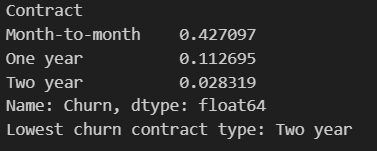 Contract
Month-to-month    0.427097
One year          0.112695
Two year          0.028319
Name: Churn, dtype: float64
Lowest churn contract type: Two year